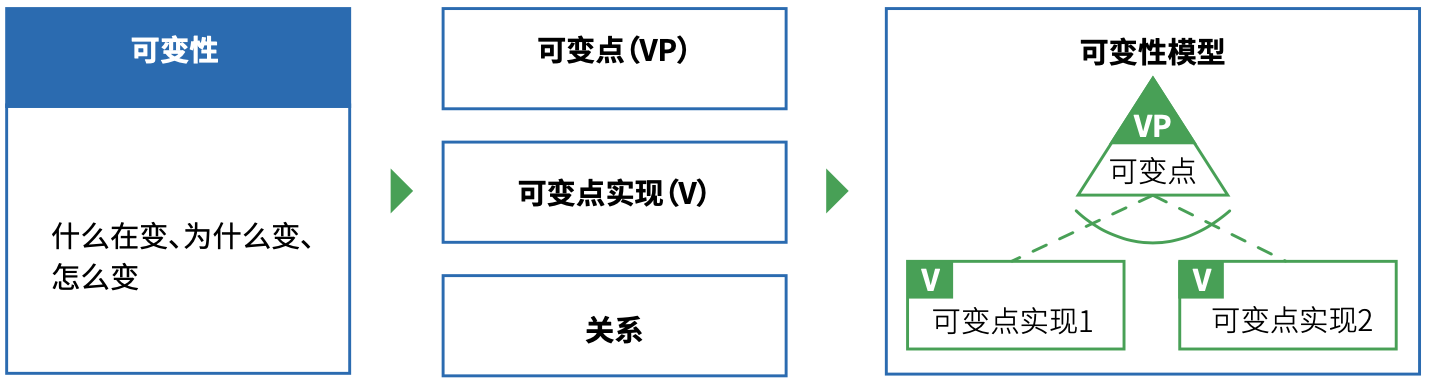 可变性
什么在变、为什么变、
怎么变
可变点（VP）
可变点实现（V）
关系
可变性模型
VP
可变点
V
可变点实现1
V
可变点实现2